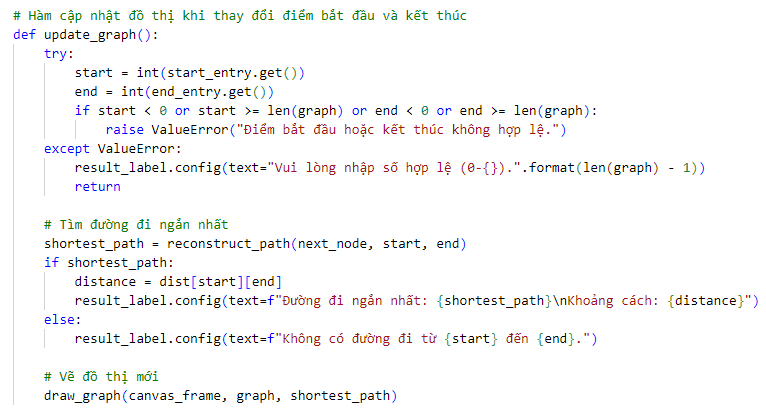 # Hàm cập nhật đồ thị khi thay đổi điểm bắt đầu và kết thúc
def update_graph():
    try:
        start = int(start_entry.get())
        end = int(end_entry.get())
        if start < 0 or start >= len(graph) or end < 0 or end >= len(graph):
            raise ValueError("Điểm bắt đầu hoặc kết thúc không hợp lệ.")
    except ValueError:
        result_label.config(text="Vui lòng nhập số hợp lệ (0-{}).".format(len(graph) - 1))
        return

    # Tìm đường đi ngắn nhất
    shortest_path = reconstruct_path(next_node, start, end)
    if shortest_path:
        distance = dist[start][end]
        result_label.config(text=f"Đường đi ngắn nhất: {shortest_path}\nKhoảng cách: {distance}")
    else:
        result_label.config(text=f"Không có đường đi từ {start} đến {end}.")

    # Vẽ đồ thị mới
    draw_graph(canvas_frame, graph, shortest_path)